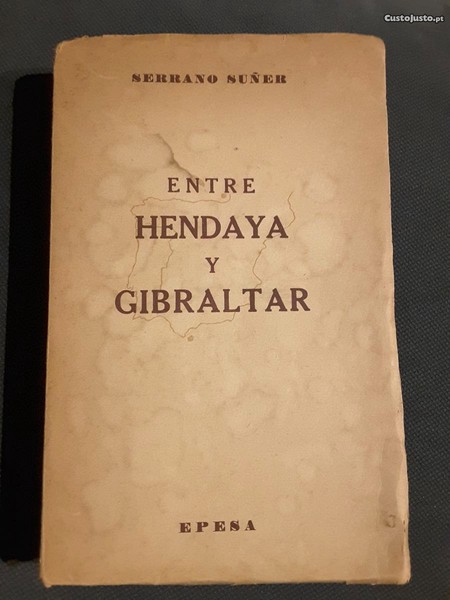 CustoJusto.pt
SERRANO SUÑER
ENTRE
HENDAYA
Y
GIBRALTAR
EPESA